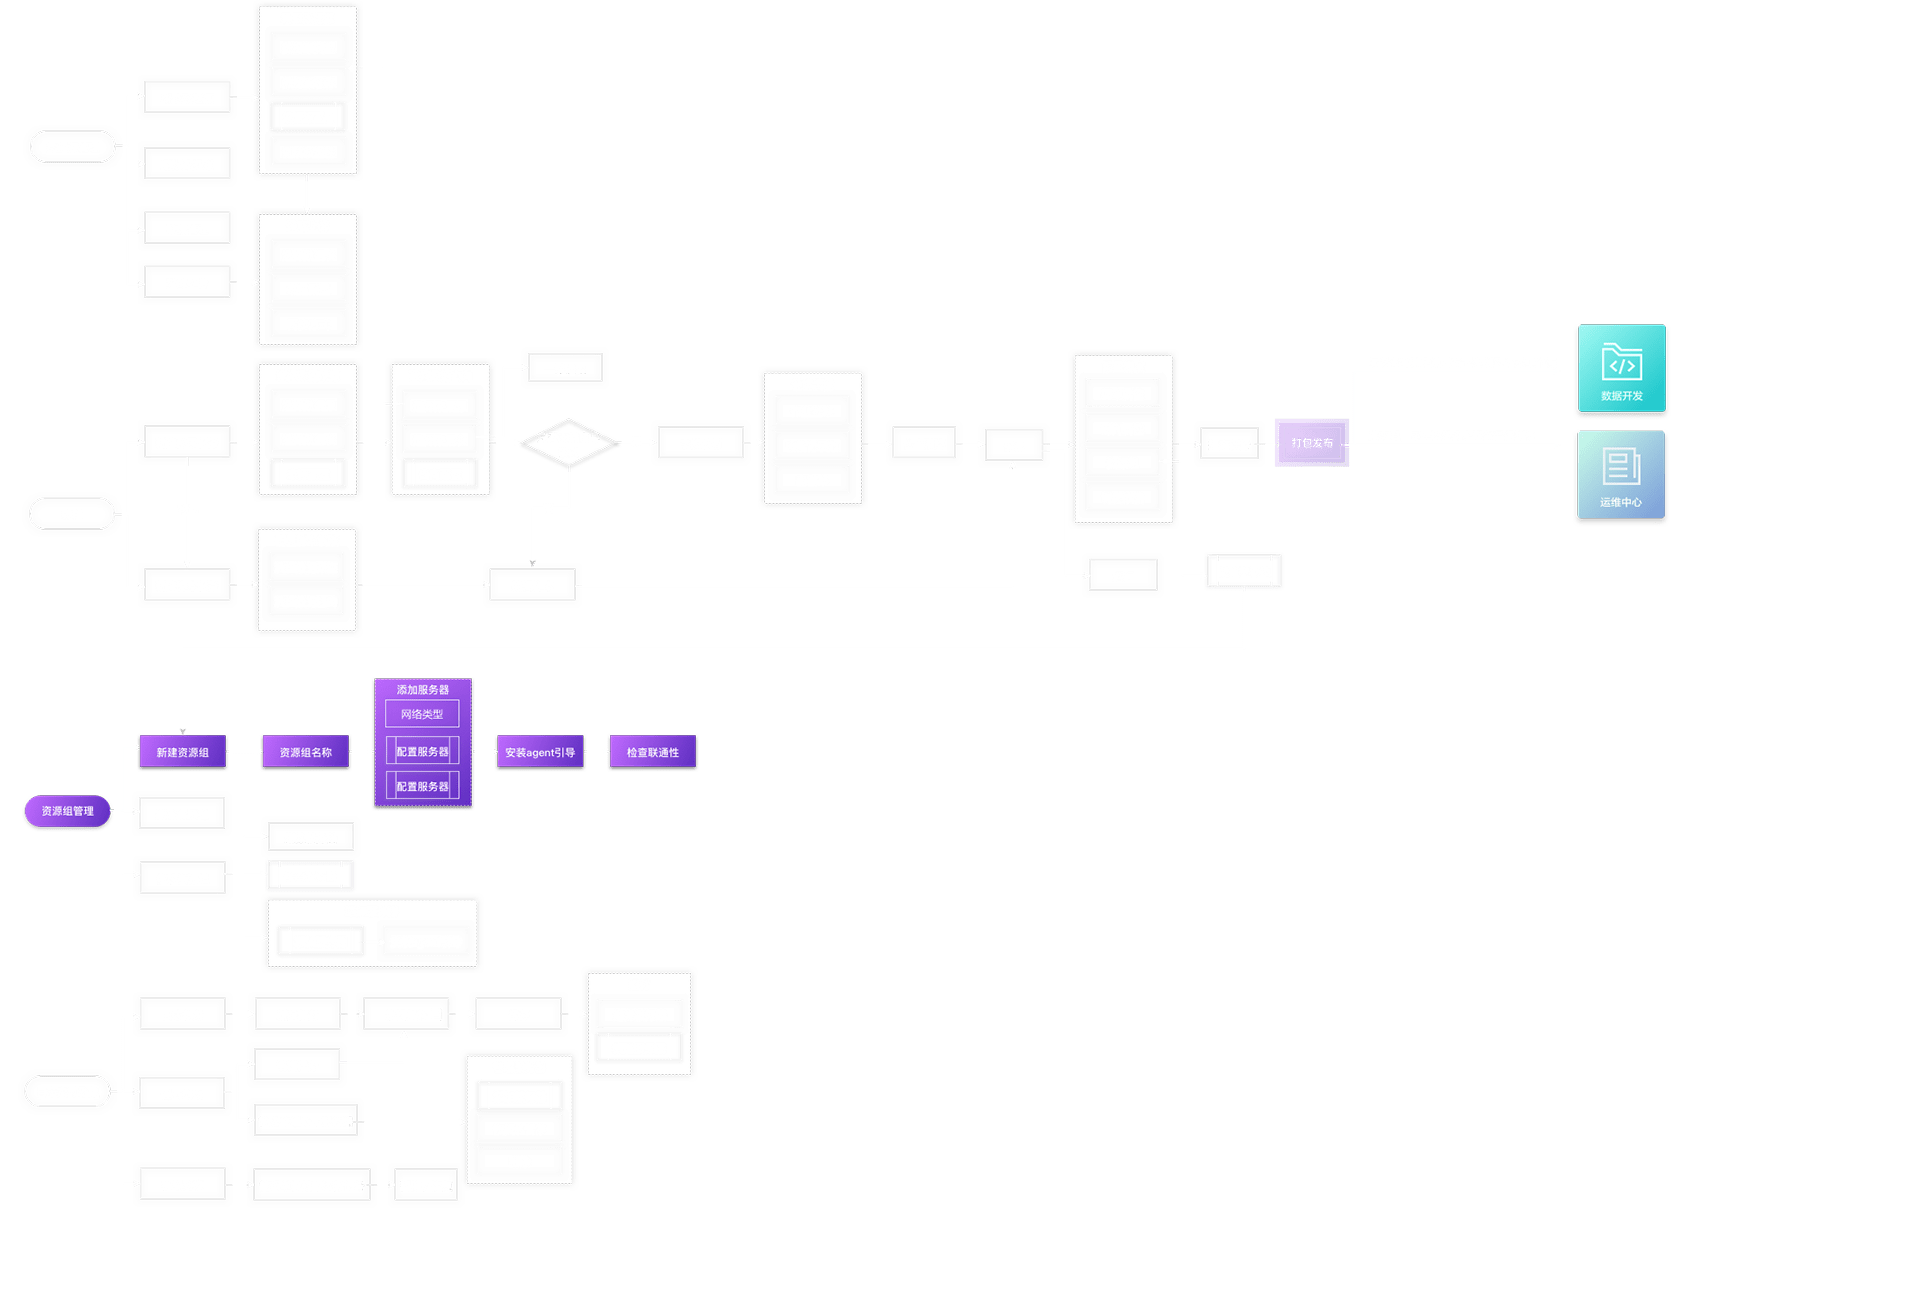 数据开发
打包发布
运维中心
添加服务器
网络类型
新建资源组
资源组名称
配置服务器
安装agent引导
检查联通性
配置服务器
资源组管理